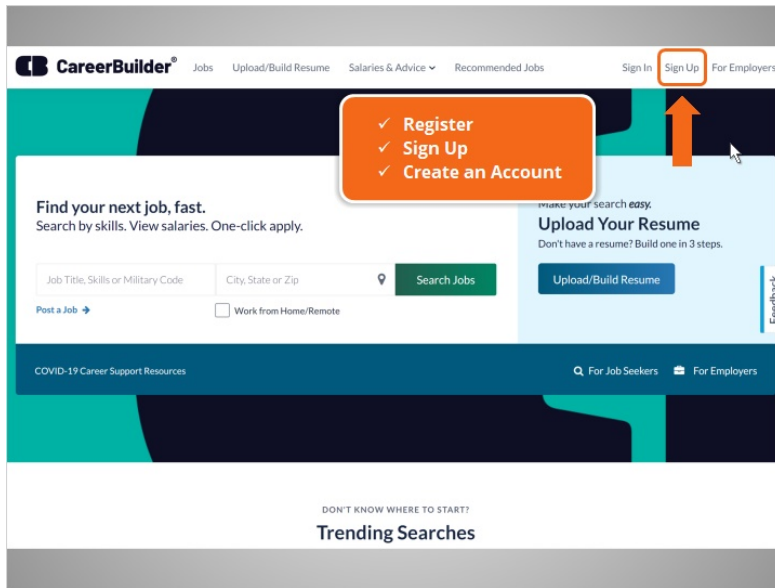 CareerBuilder®
Jobs Upload/Build Resume Salaries & Advice Recommended Jobs Sign In Sign Up For Employers
✓ Register
✓ Sign Up
✓ Create an Account
Find your next job, fast.
Search by skills. View salaries. One-click apply.
Job Title, Skills or Military Code
City, State or Zip
Search Jobs
Post a Job
Work from Home/Remote
Make your search easy.
Upload Your Resume
Don't have a resume? Build one in 3 steps.
Upload/Build Resume
Feedback
COVID-19 Career Support Resources
For Job Seekers For Employers
DON'T KNOW WHERE TO START?
Trending Searches